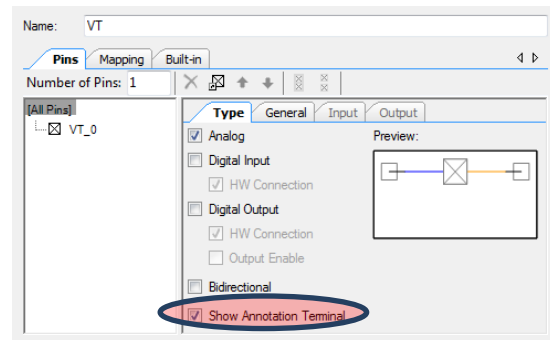 Name: VT
Pins Mapping Built-in
Number of Pins: 1
[All Pins]
VT_0
Type General Input Output
Analog Preview:
Digital Input
HW Connection
Digital Output
HW Connection
Output Enable
Bidirectional
Show Annotation Terminal